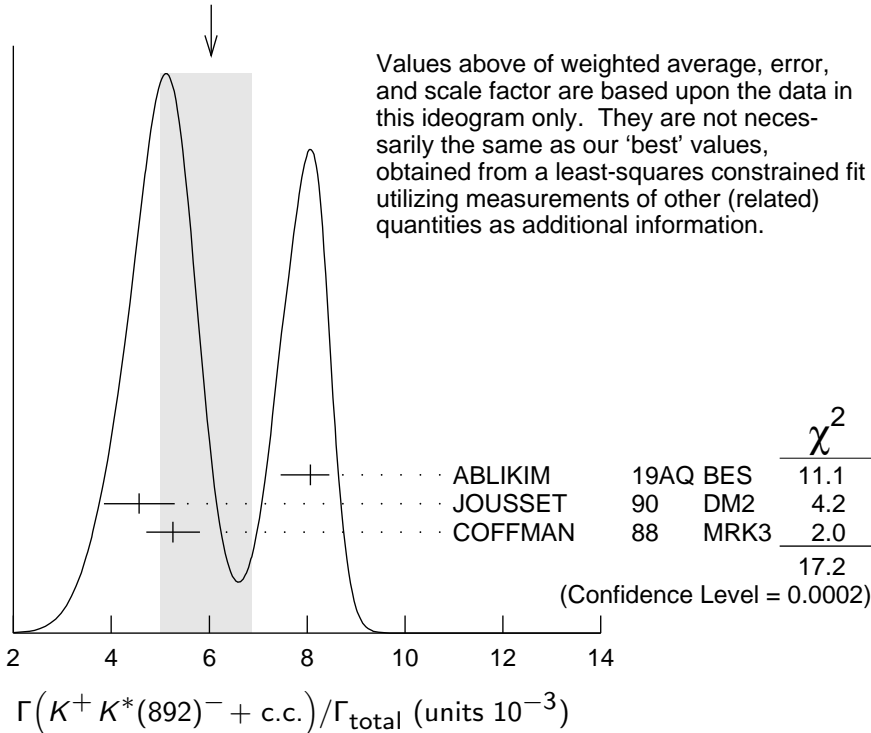 Values above of weighted average, error,
and scale factor are based upon the data in
this ideogram only. They are not neces-
sarily the same as our ‘best’ values,
obtained from a least-squares constrained fit
utilizing measurements of other (related)
quantities as additional information.
χ²
ABLIKIM 19AQ BES 11.1
JOUSSET 90 DM2 4.2
COFFMAN 88 MRK3 2.0
17.2
(Confidence Level = 0.0002)
2 4 6 8 10 12 14
Γ(K⁺ K*(892)⁻ + c.c.)/Γtotal (units 10⁻³)